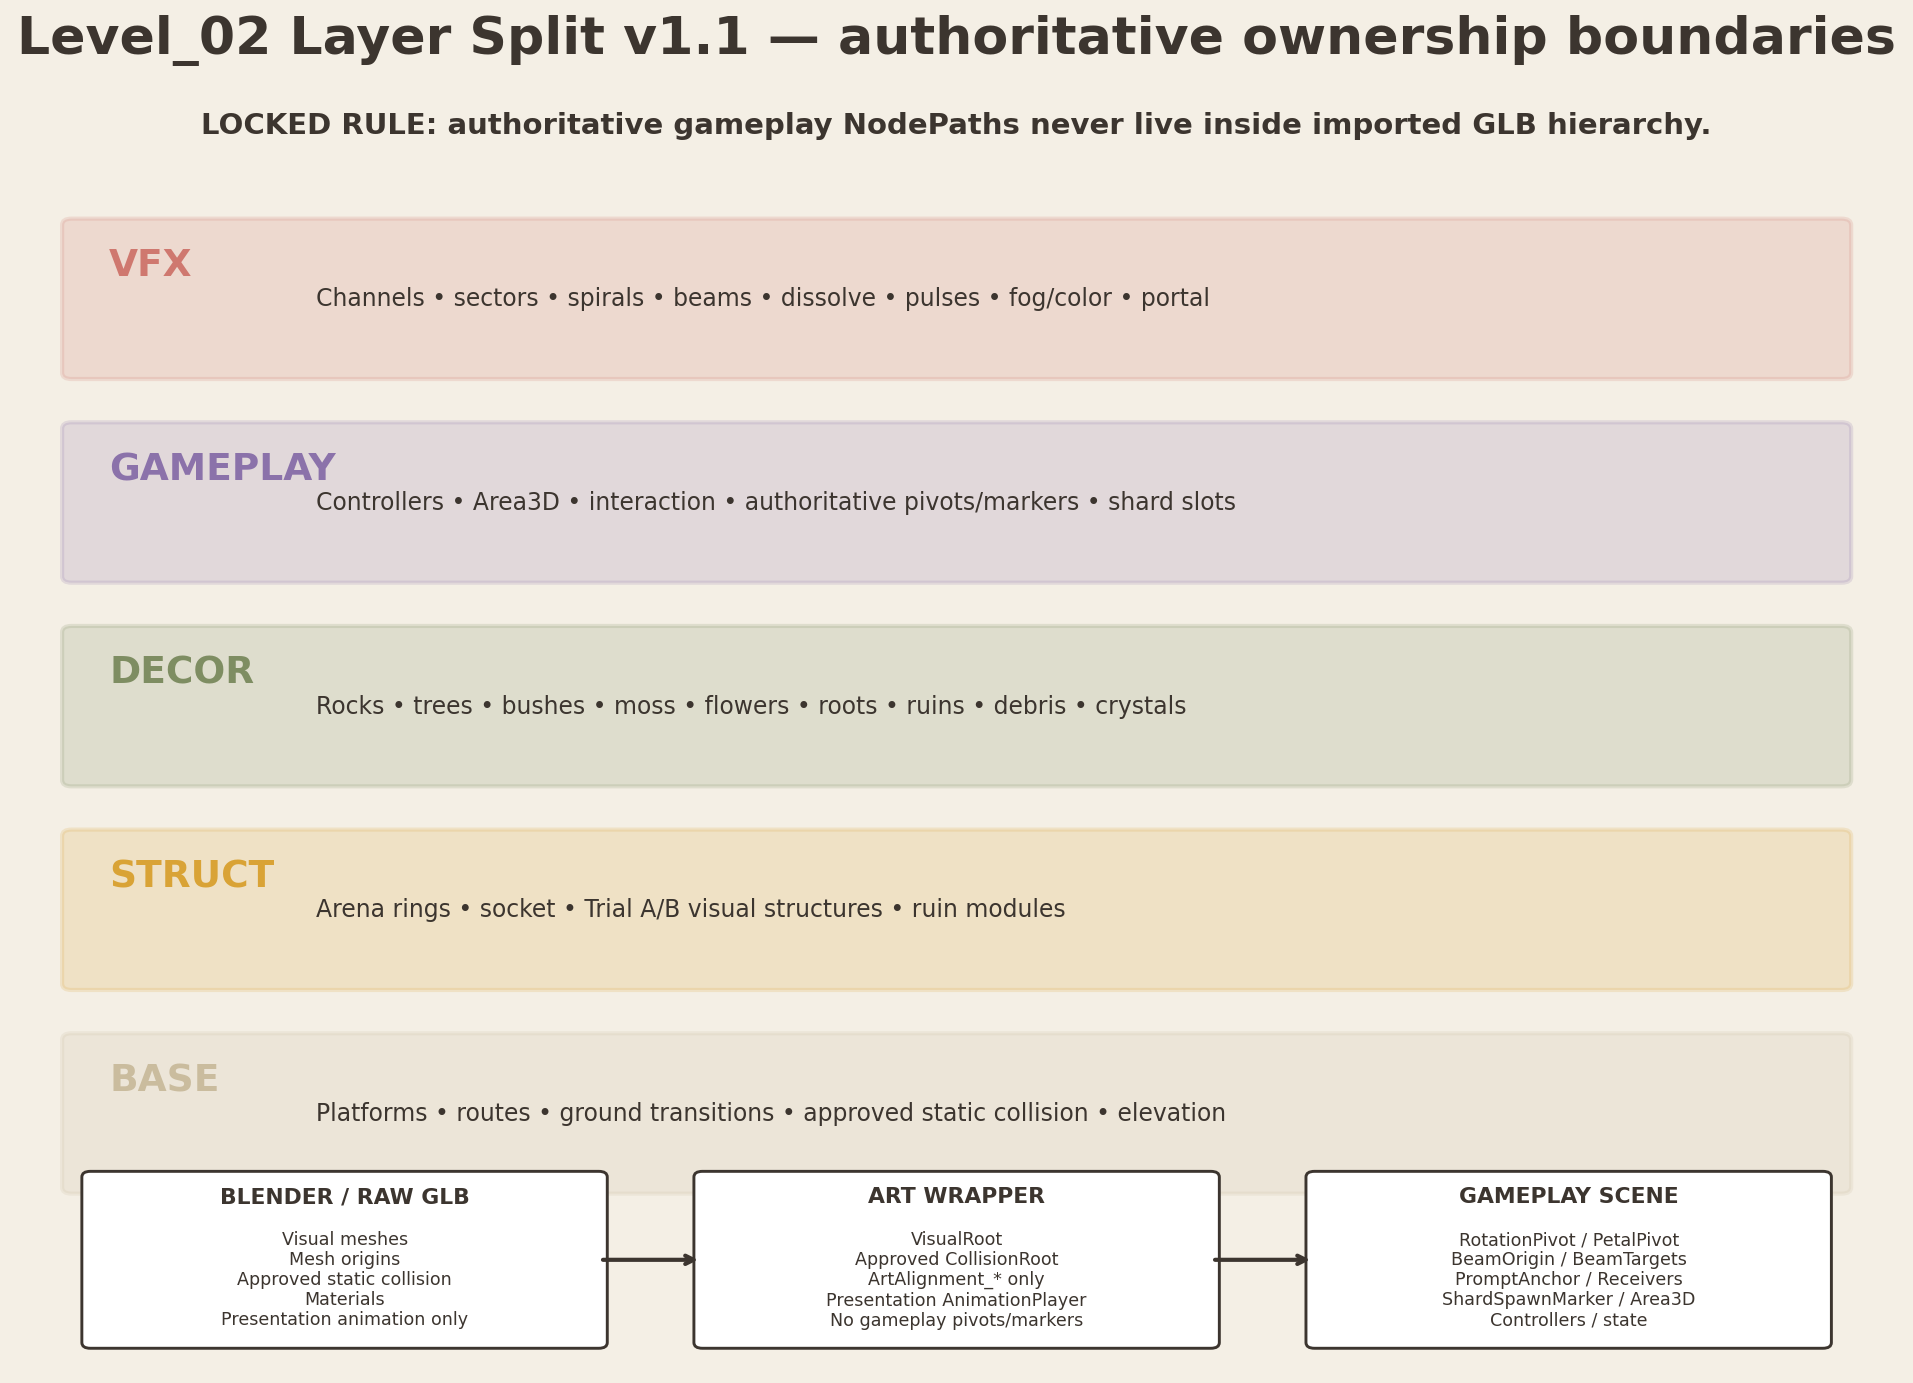 Level_02 Layer Split v1.1 — authoritative ownership boundaries
LOCKED RULE: authoritative gameplay NodePaths never live inside imported GLB hierarchy.
VFX
Channels • sectors • spirals • beams • dissolve • pulses • fog/color • portal
GAMEPLAY
Controllers • Area3D • interaction • authoritative pivots/markers • shard slots
DECOR
Rocks • trees • bushes • moss • flowers • roots • ruins • debris • crystals
STRUCT
Arena rings • socket • Trial A/B visual structures • ruin modules
BASE
Platforms • routes • ground transitions • approved static collision • elevation
BLENDER / RAW GLB
Visual meshes
Mesh origins
Approved static collision
Materials
Presentation animation only
ART WRAPPER
VisualRoot
Approved CollisionRoot
ArtAlignment_* only
Presentation AnimationPlayer
No gameplay pivots/markers
GAMEPLAY SCENE
RotationPivot / PetalPivot
BeamOrigin / BeamTargets
PromptAnchor / Receivers
ShardSpawnMarker / Area3D
Controllers / state